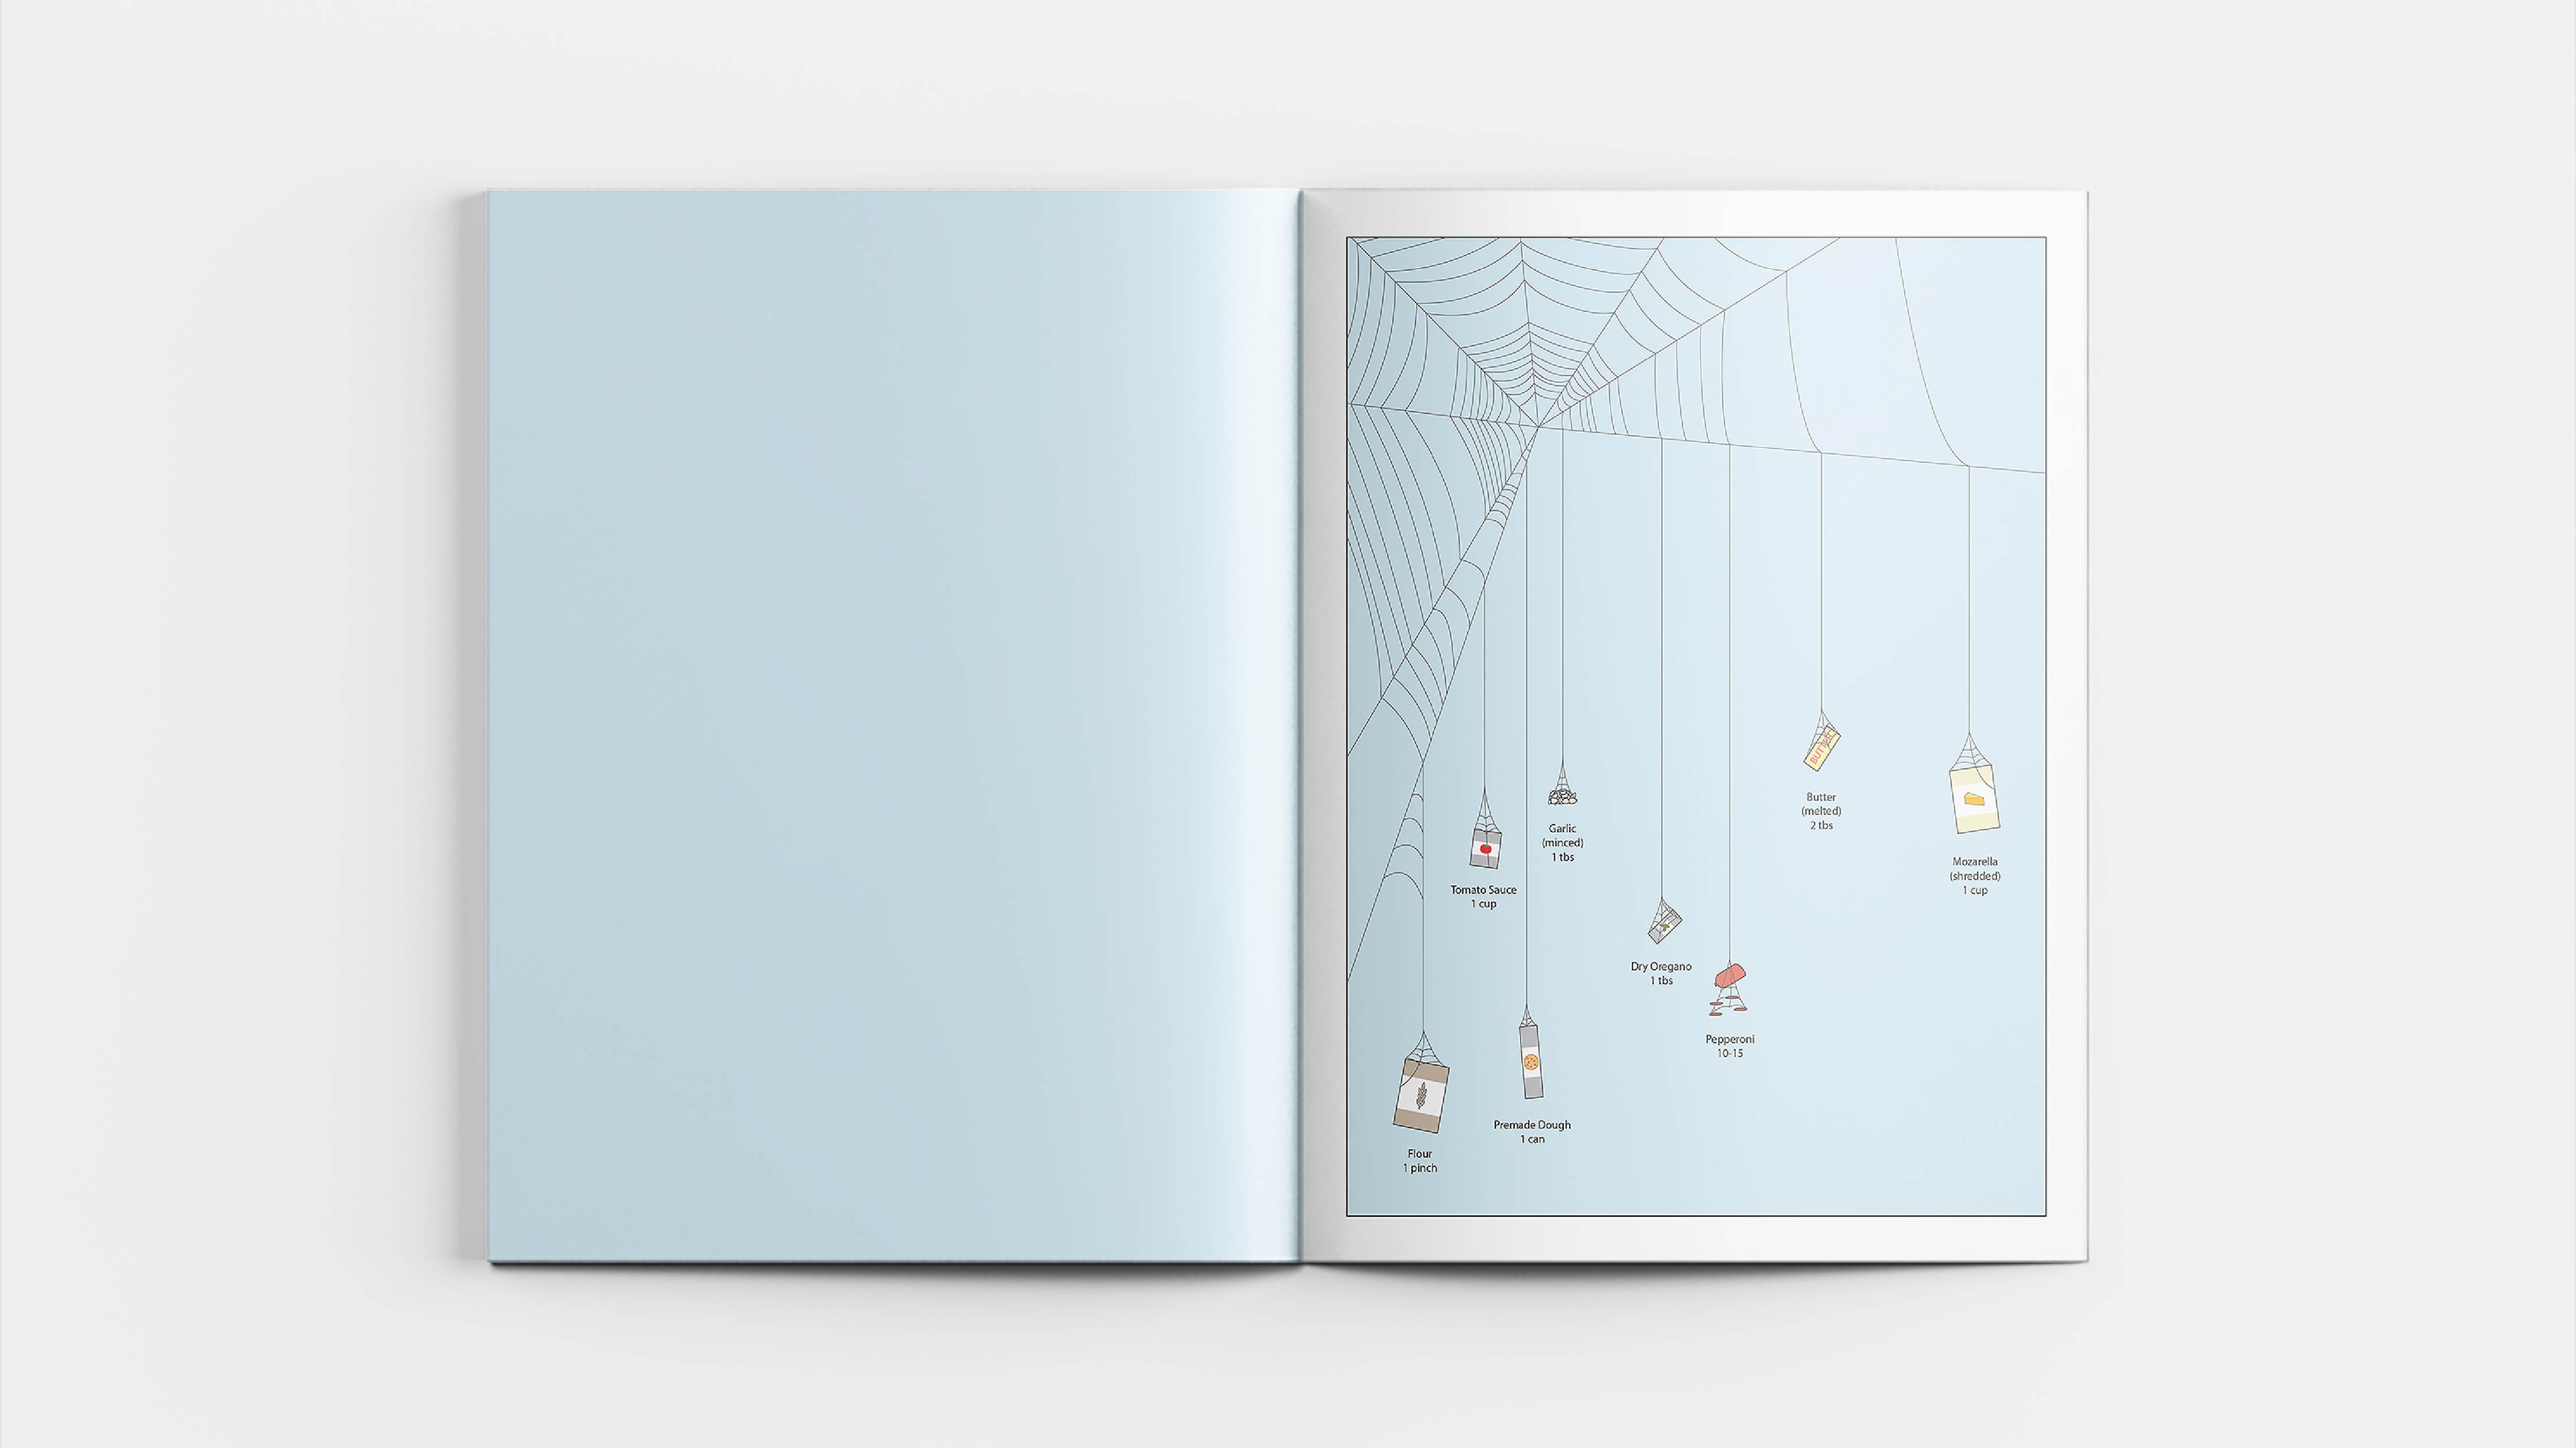 BUTTER
Butter
(melted)
2 tbs
Garlic
(minced)
1 tbs
Mozarella
(shredded)
1 cup
Tomato Sauce
1 cup
Dry Oregano
1 tbs
Pepperoni
10-15
Premade Dough
1 can
Flour
1 pinch